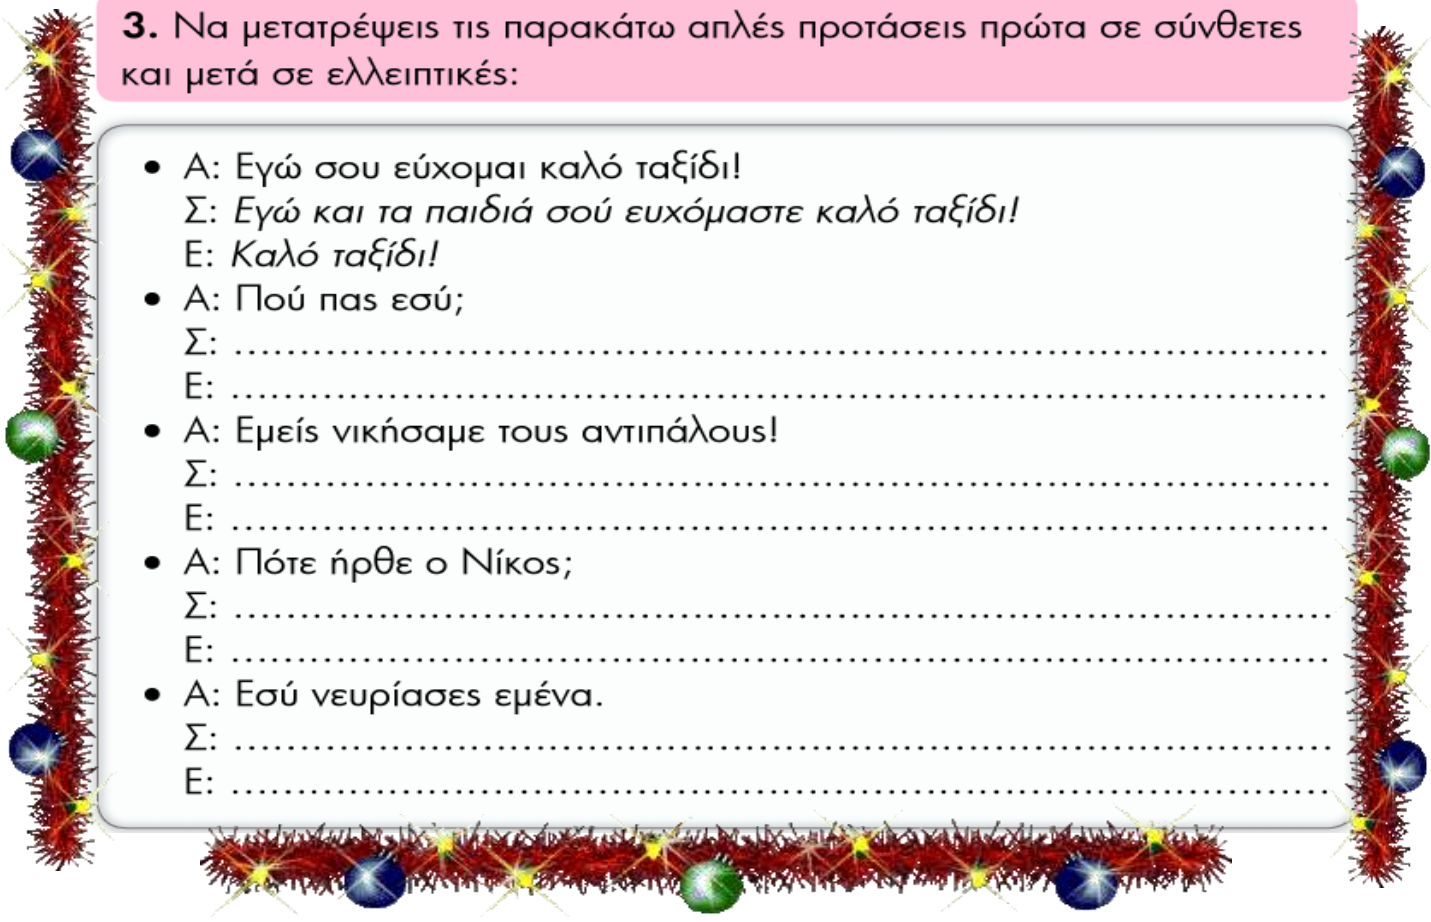 3. Να μετατρέψεις τις παρακάτω απλές προτάσεις πρώτα σε σύνθετες
και μετά σε ελλειπτικές:
• Α: Εγώ σου εύχομαι καλό ταξίδι!
Σ: Εγώ και τα παιδιά σού ευχόμαστε καλό ταξίδι!
Ε: Καλό ταξίδι!
• Α: Πού πας εσύ;
Σ: ....................................................................................
Ε: ....................................................................................
• Α: Εμείς νικήσαμε τους αντιπάλους!
Σ: ....................................................................................
Ε: ....................................................................................
• Α: Πότε ήρθε ο Νίκος;
Σ: ....................................................................................
Ε: ....................................................................................
• Α: Εσύ νευρίασες εμένα.
Σ: ....................................................................................
Ε: ....................................................................................